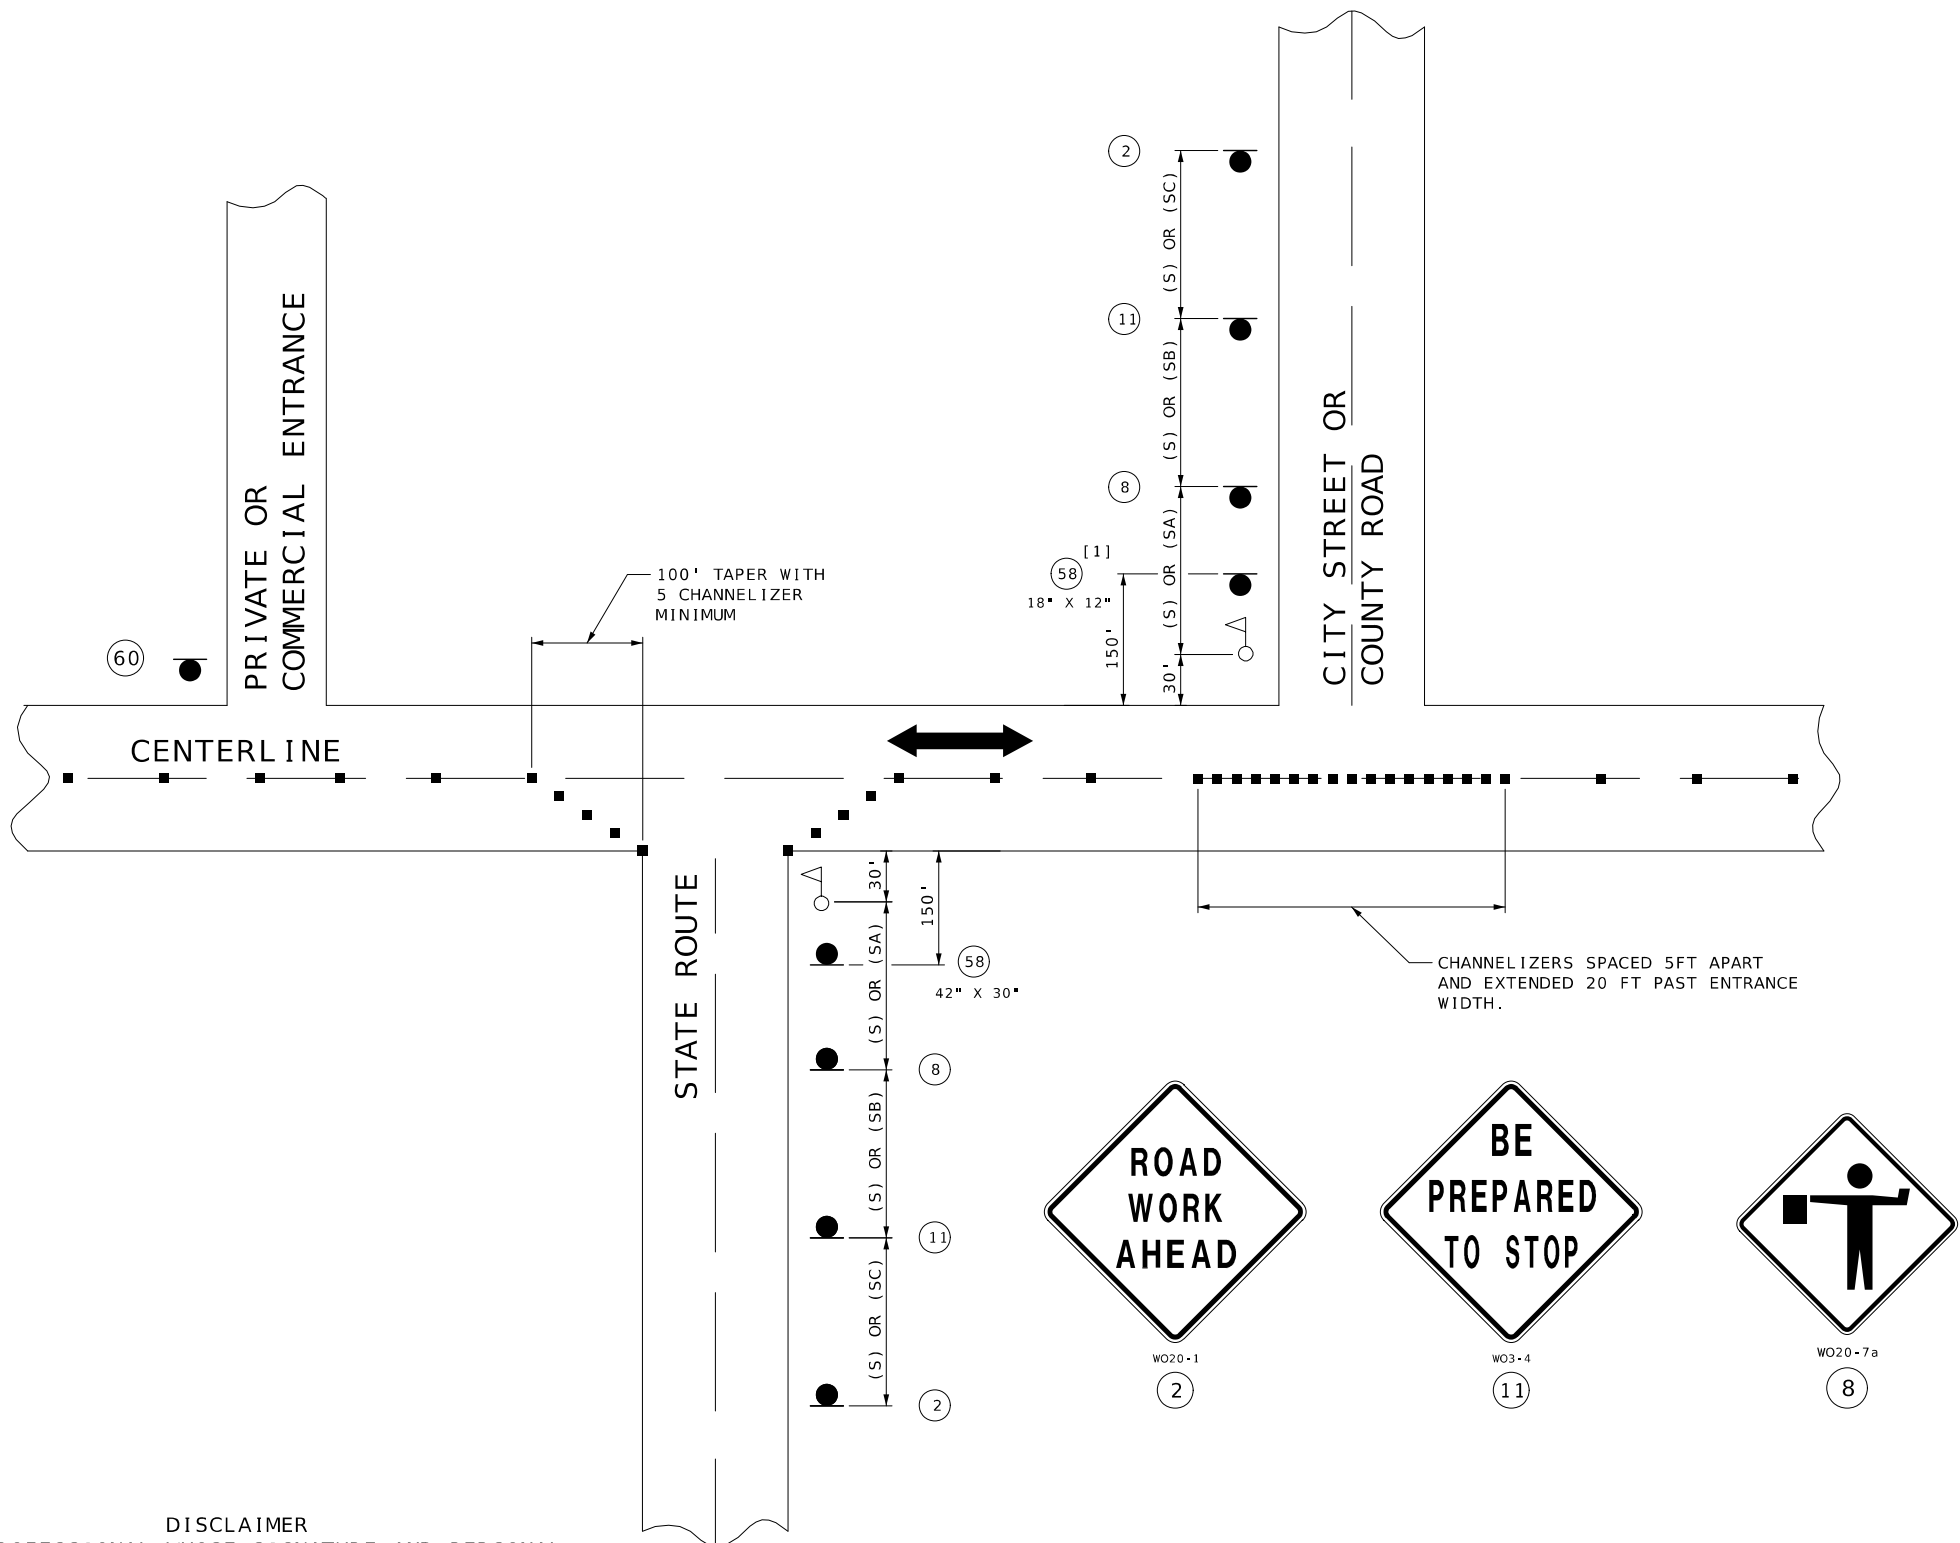 2
(S) OR (SC)
11
(S) OR (SB)
8
(S) OR (SA)
[1]
58
18" X 12"
150'
30'
CITY STREET OR
COUNTY ROAD
PRIVATE OR
COMMERCIAL ENTRANCE
100' TAPER WITH
5 CHANNELIZER
MINIMUM
60
CENTERLINE
STATE ROUTE
30'
150'
(S) OR (SA)
58
42" X 30"
8
(S) OR (SB)
11
(S) OR (SC)
2
CHANNELIZERS SPACED 5FT APART
AND EXTENDED 20 FT PAST ENTRANCE
WIDTH.
ROAD
WORK
AHEAD
WO20-1
2
BE
PREPARED
TO STOP
WO3-4
11
WO20-7a
8
DISCLAIMER
WHOSE SIGNATURE AND PERSONAL